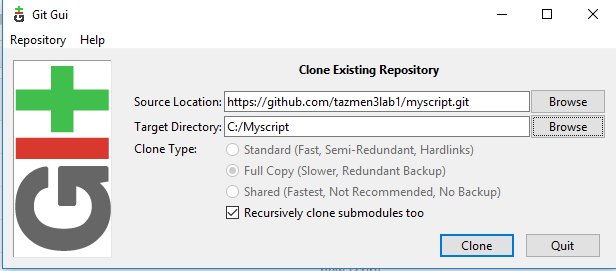 Git Gui
Repository Help
Clone Existing Repository
Source Location: https://github.com/tazmen3lab1/myscript.git Browse
Target Directory: C:/Myscript Browse
Clone Type: Standard (Fast, Semi-Redundant, Hardlinks)
Full Copy (Slower, Redundant Backup)
Shared (Fastest, Not Recommended, No Backup)
Recursively clone submodules too
Clone Quit
GIt